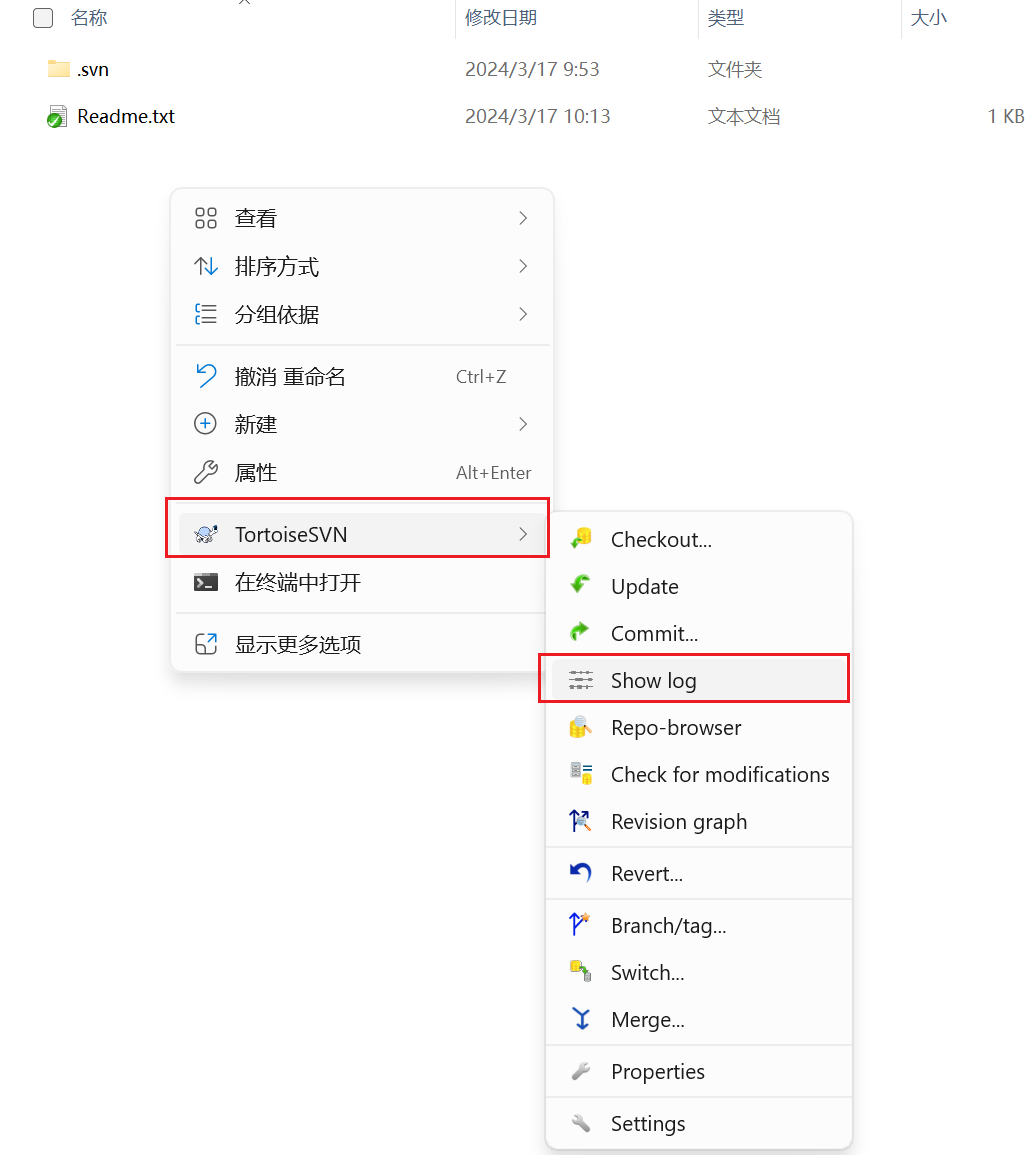 名称 修改日期 类型 大小
.svn 2024/3/17 9:53 文件夹
Readme.txt 2024/3/17 10:13 文本文档 1 KB
查看
排序方式
分组依据
撤消 重命名 Ctrl+Z
新建
属性 Alt+Enter
TortoiseSVN
在终端中打开
显示更多选项
Checkout...
Update
Commit...
Show log
Repo-browser
Check for modifications
Revision graph
Revert...
Branch/tag...
Switch...
Merge...
Properties
Settings